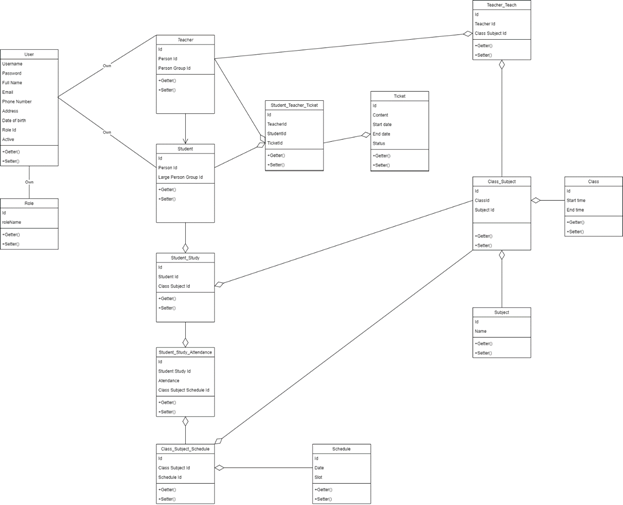 User
Username
Password
Full Name
Email
Phone Number
Address
Date of birth
Role Id
Active
+Getter()
+Setter()
Own
Role
Id
roleName
+Getter()
+Setter()
Own
Own
Teacher
Id
Person Id
Person Group Id
+Getter()
+Setter()
Student
Id
Person Id
Large Person Group Id
+Getter()
+Setter()
Student_Study
Id
Student Id
Class Subject Id
+Getter()
+Setter()
Student_Study_Attendance
Id
Student Study Id
Atendance
Class Subject Schedule Id
+Getter()
+Setter()
Class_Subject_Schedule
Id
Class Subject Id
Schedule Id
+Getter()
+Setter()
Schedule
Id
Date
Slot
+Getter()
+Setter()
Student_Teacher_Ticket
Id
TeacherId
StudentId
TicketId
+Getter()
+Setter()
Ticket
Id
Content
Start date
End date
Status
+Getter()
+Setter()
Teacher_Teach
Id
Teacher Id
Class Subject Id
+Getter()
+Setter()
Class_Subject
Id
ClassId
Subject Id
+Getter()
+Setter()
Class
Id
Start time
End time
+Getter()
+Setter()
Subject
Id
Name
+Getter()
+Setter()